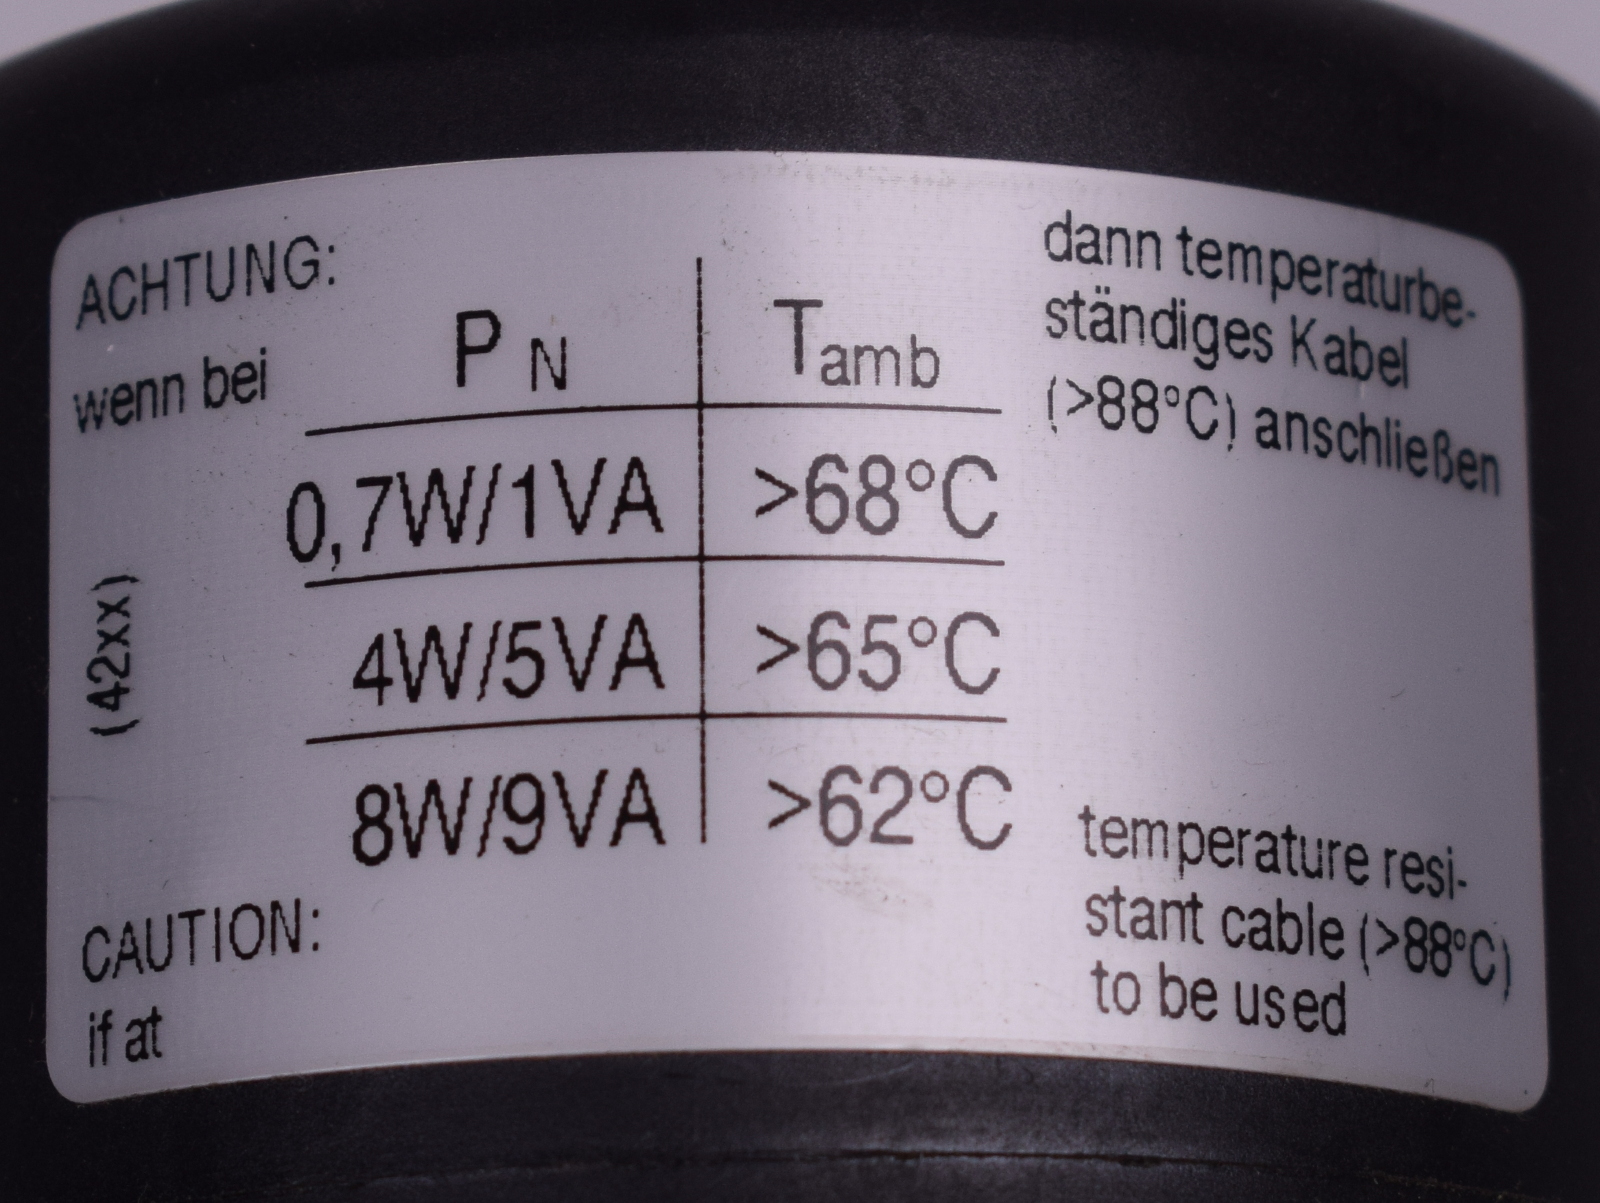 ACHTUNG:
wenn bei
P N Tamb
0,7W/1VA >68°C
4W/5VA >65°C
8W/9VA >62°C
dann temperaturbe-
ständiges Kabel
(>88°C) anschließen
(42xx)
CAUTION:
if at
temperature resi-
stant cable (>88°C)
to be used